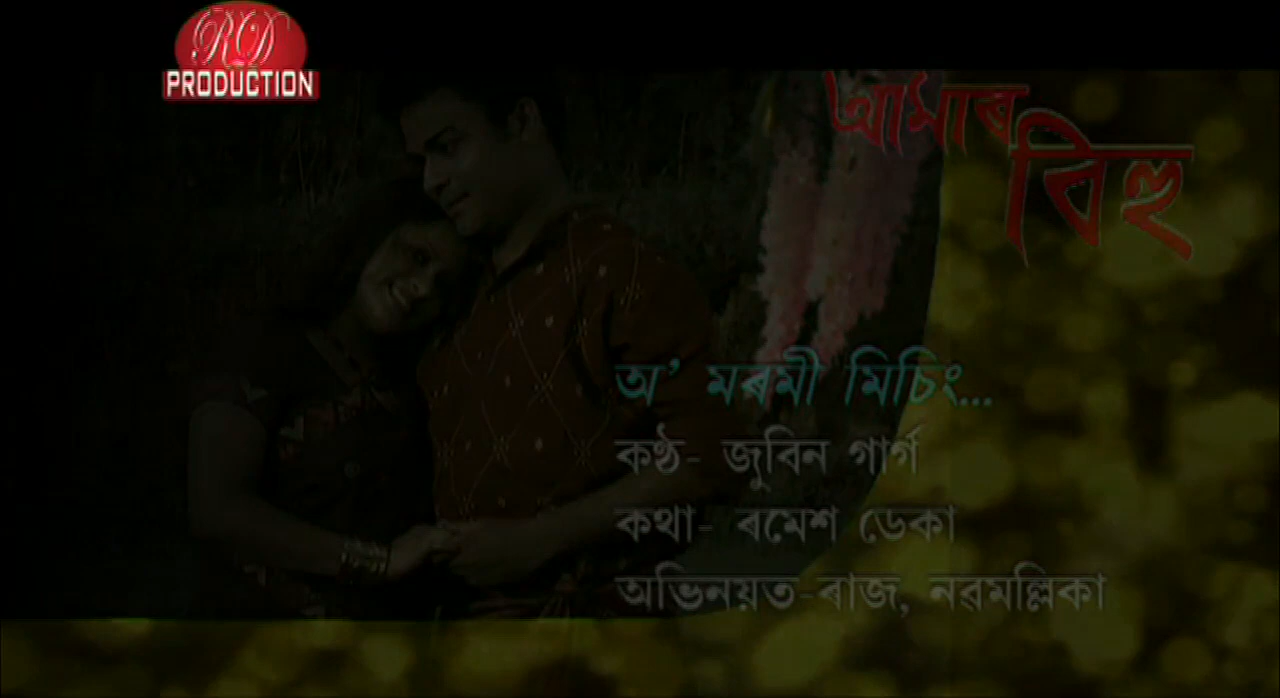 RD
PRODUCTION
আমাৰ
বিহু
অ’ মৰমী মিচিং...
কণ্ঠ- জুবিন গাৰ্গ
কথা- ৰমেশ ডেকা
অভিনয়ত-ৰাজ, নৱমল্লিকা